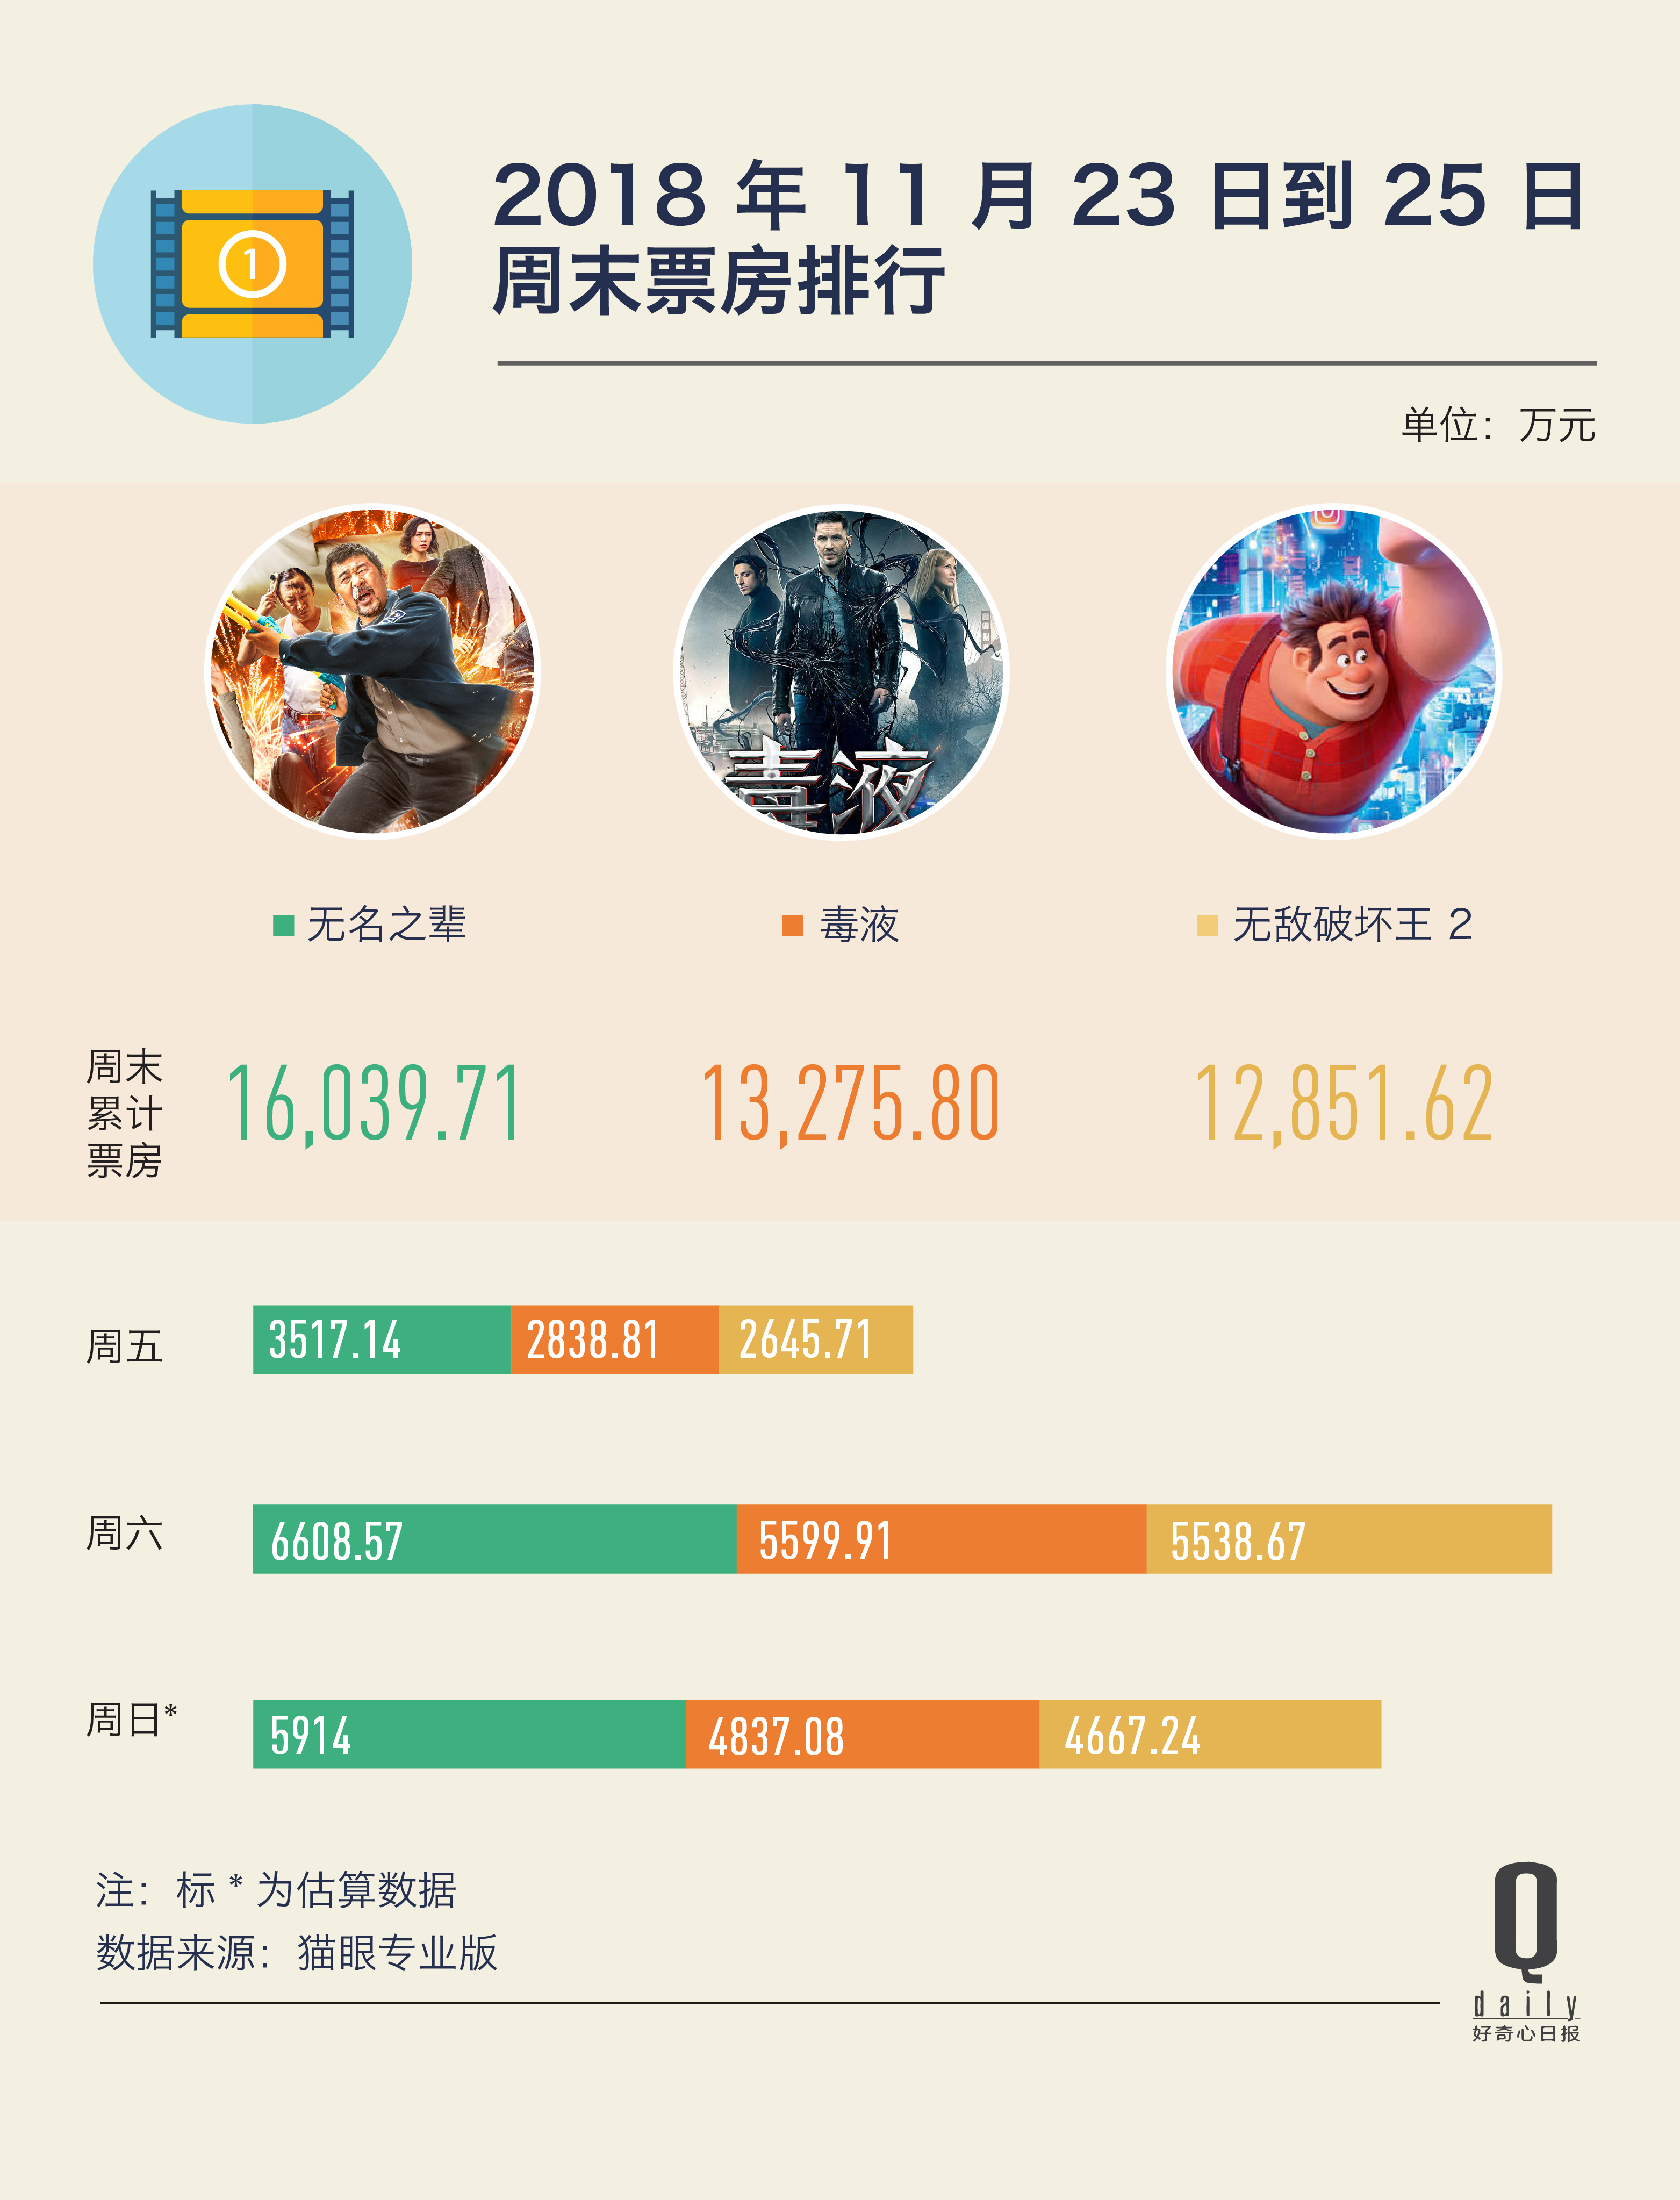 1
2018 年 11 月 23 日到 25 日
周末票房排行
单位：万元
毒液
无名之辈
毒液
无敌破坏王 2
周末
累计
票房
16,039.71
13,275.80
12,851.62
周五
3517.14
2838.81
2645.71
周六
6608.57
5599.91
5538.67
周日*
5914
4837.08
4667.24
注：标 * 为估算数据
数据来源：猫眼专业版
Q
daily
好奇心日报